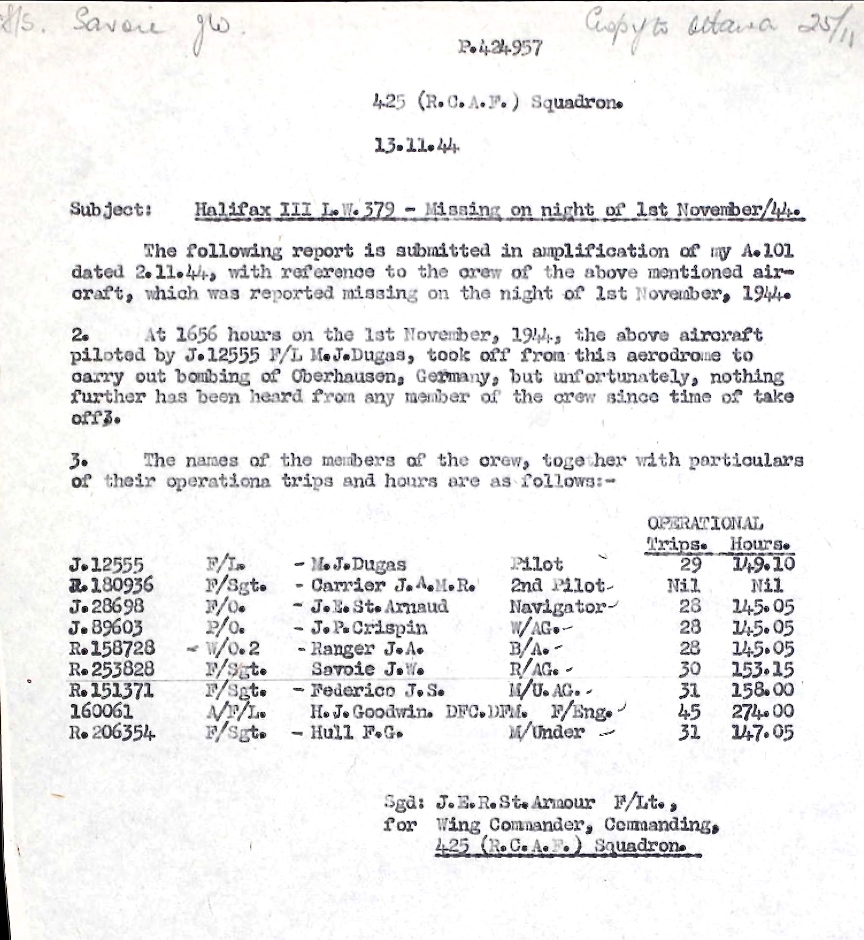 S/S. Savoie JW. Copy to Ottawa 25/11
P.424957
425 (R.C.A.F.) Squadron.
13.11.44
Subject: Halifax III L.W.379 - Missing on night of 1st November/44.
The following report is submitted in amplification of my A.101
dated 2.11.44, with reference to the crew of the above mentioned air-
craft, which was reported missing on the night of 1st November, 1944.
2. At 1656 hours on the 1st November, 1944, the above aircraft
piloted by J.12555 F/L M.J.Dugas, took off from this aerodrome to
carry out bombing of Oberhausen, Germany, but unfortunately, nothing
further has been heard from any member of the crew since time of take
off3.
3. The names of the members of the crew, together with particulars
of their operationa trips and hours are as follows:-
OPERATIONAL
Trips. Hours.
J.12555 F/L. - M.J.Dugas Pilot 29 149.10
R.180936 F/Sgt. - Carrier J.A.M.R. 2nd Pilot- Nil Nil
J.28698 F/O. - J.E.St.Arnaud Navigator- 28 145.05
J.89603 P/O. - J.P.Crispin W/AG.- 28 145.05
R.158728 - W/O.2 - Ranger J.A. B/A.- 28 145.05
R.253828 F/Sgt. Savoie J.W. R/AG.- 30 153.15
R.151371 F/Sgt. - Federico J.S. M/U.AG.- 31 158.00
160061 A/F/L. H.J.Goodwin. DFC.DFM. F/Eng.- 45 274.00
R.206354 F/Sgt. - Hull F.G. M/Under - 31 147.05
Sgd: J.E.R.St.Armour F/Lt.,
for Wing Commander, Commanding,
425 (R.C.A.F.) Squadron.